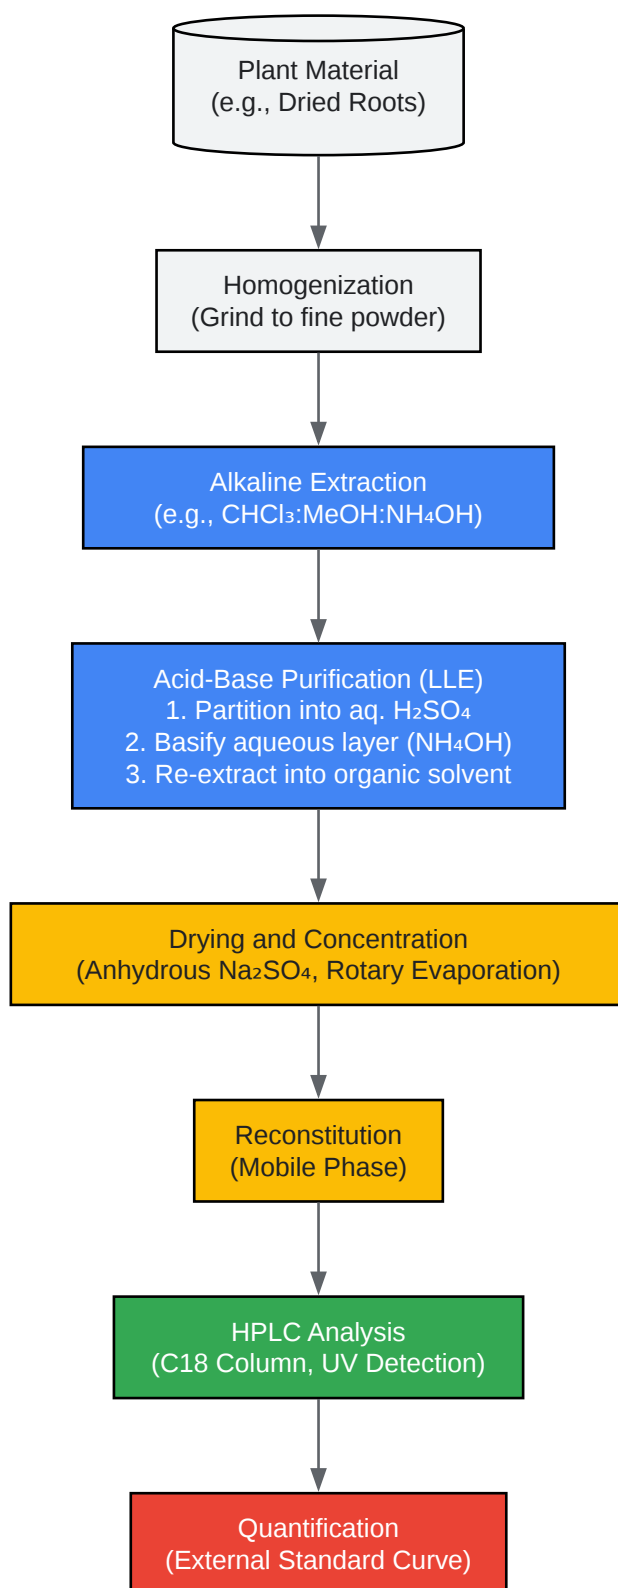 Plant Material
(e.g., Dried Roots)
Homogenization
(Grind to fine powder)
Alkaline Extraction
(e.g., CHCl₃:MeOH:NH₄OH)
Acid-Base Purification (LLE)
1. Partition into aq. H₂SO₄
2. Basify aqueous layer (NH₄OH)
3. Re-extract into organic solvent
Drying and Concentration
(Anhydrous Na₂SO₄, Rotary Evaporation)
Reconstitution
(Mobile Phase)
HPLC Analysis
(C18 Column, UV Detection)
Quantification
(External Standard Curve)